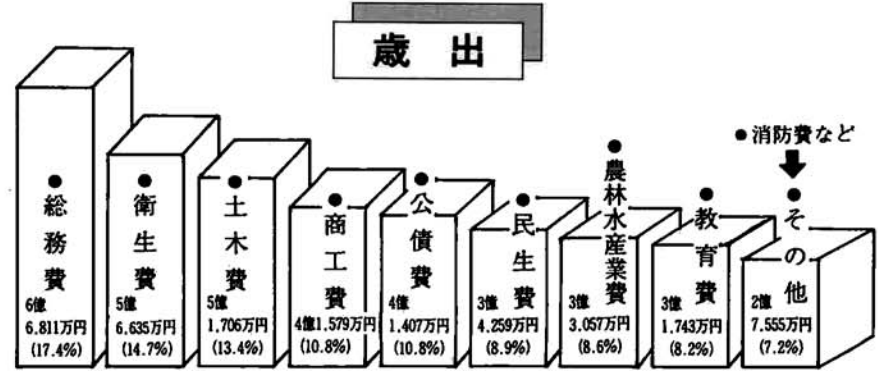 歳出
●総務費
6億
6,811万円
(17.4%)
●衛生費
5億
6,635万円
(14.7%)
●土木費
5億
1,706万円
(13.4%)
●商工費
4億1,579万円
(10.8%)
●公債費
4億
1,407万円
(10.8%)
●民生費
3億
4,259万円
(8.9%)
●農林水産業費
3億
3,057万円
(8.6%)
●教育費
3億
1,743万円
(8.2%)
●消防費など
●その他
2億
7,555万円
(7.2%)